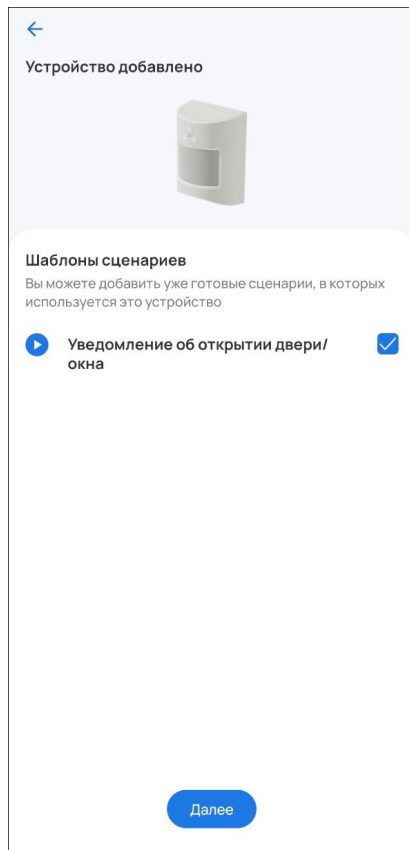 Устройство добавлено
Шаблоны сценариев
Вы можете добавить уже готовые сценарии, в которых
используется это устройство
Уведомление об открытии двери/
окна
Далее